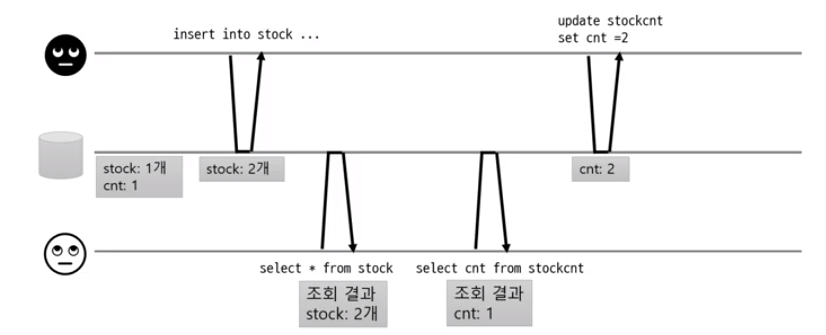 insert into stock ...
update stockcnt
set cnt =2
stock: 1개
cnt: 1
stock: 2개
cnt: 2
select * from stock
select cnt from stockcnt
조회 결과
stock: 2개
조회 결과
cnt: 1